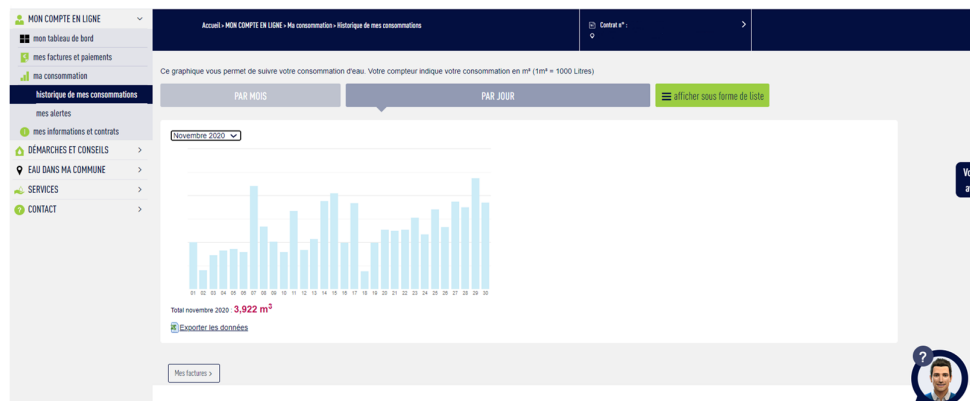 MON COMPTE EN LIGNE
mon tableau de bord
mes factures et paiements
ma consommation
historique de mes consommations
mes alertes
mes informations et contrats
DÉMARCHES ET CONSEILS
EAU DANS MA COMMUNE
SERVICES
CONTACT
Accueil > MON COMPTE EN LIGNE > Ma consommation > Historique de mes consommations
Contrat n° :
Ce graphique vous permet de suivre votre consommation d'eau. Votre compteur indique votre consommation en m³ (1m³ = 1000 Litres)
PAR MOIS
PAR JOUR
afficher sous forme de liste
Novembre 2020
01 02 03 04 05 06 07 08 09 10 11 12 13 14 15 16 17 18 19 20 21 22 23 24 25 26 27 28 29 30
Total novembre 2020 : 3,922 m³
Exporter les données
Mes factures >
?